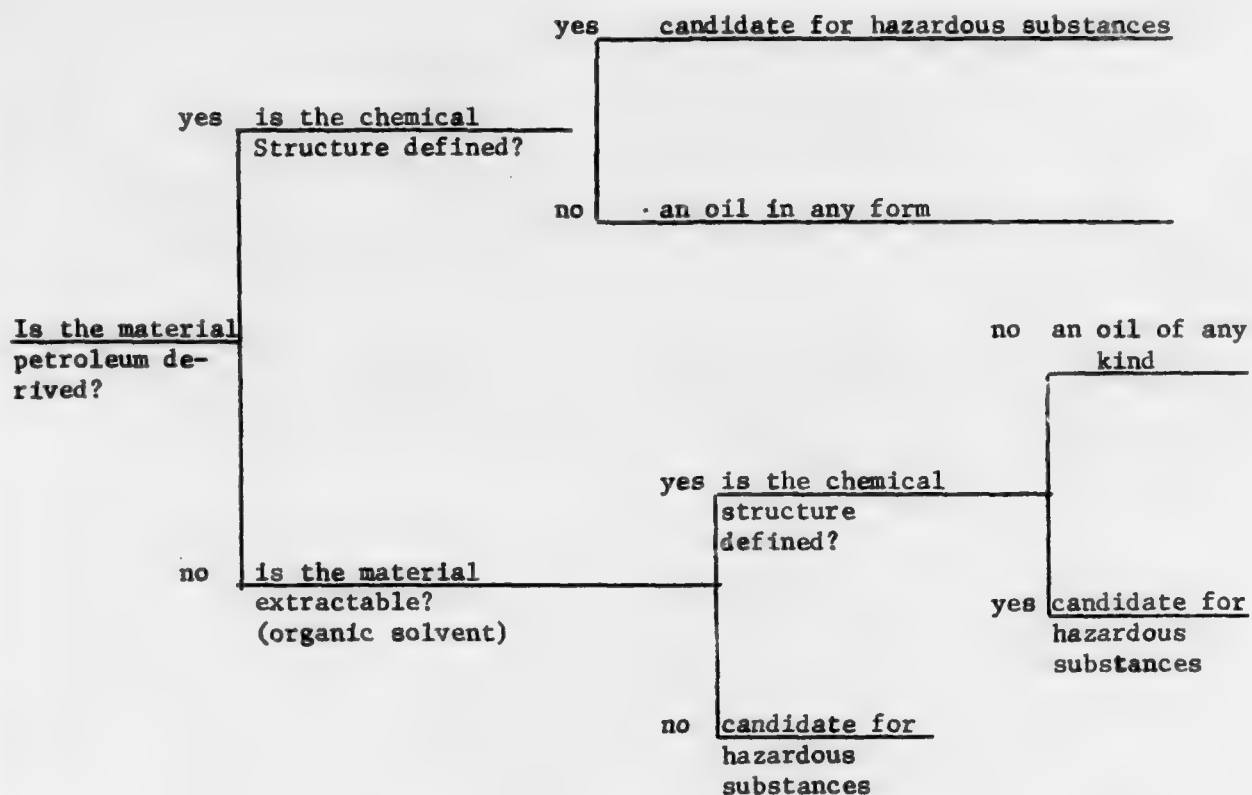 yes candidate for hazardous substances
yes is the chemical
Structure defined?
no an oil in any form
Is the material
petroleum de-
rived?
no an oil of any
kind
yes is the chemical
structure
defined?
no is the material
extractable?
(organic solvent)
yes candidate for
hazardous
substances
no candidate for
hazardous
substances